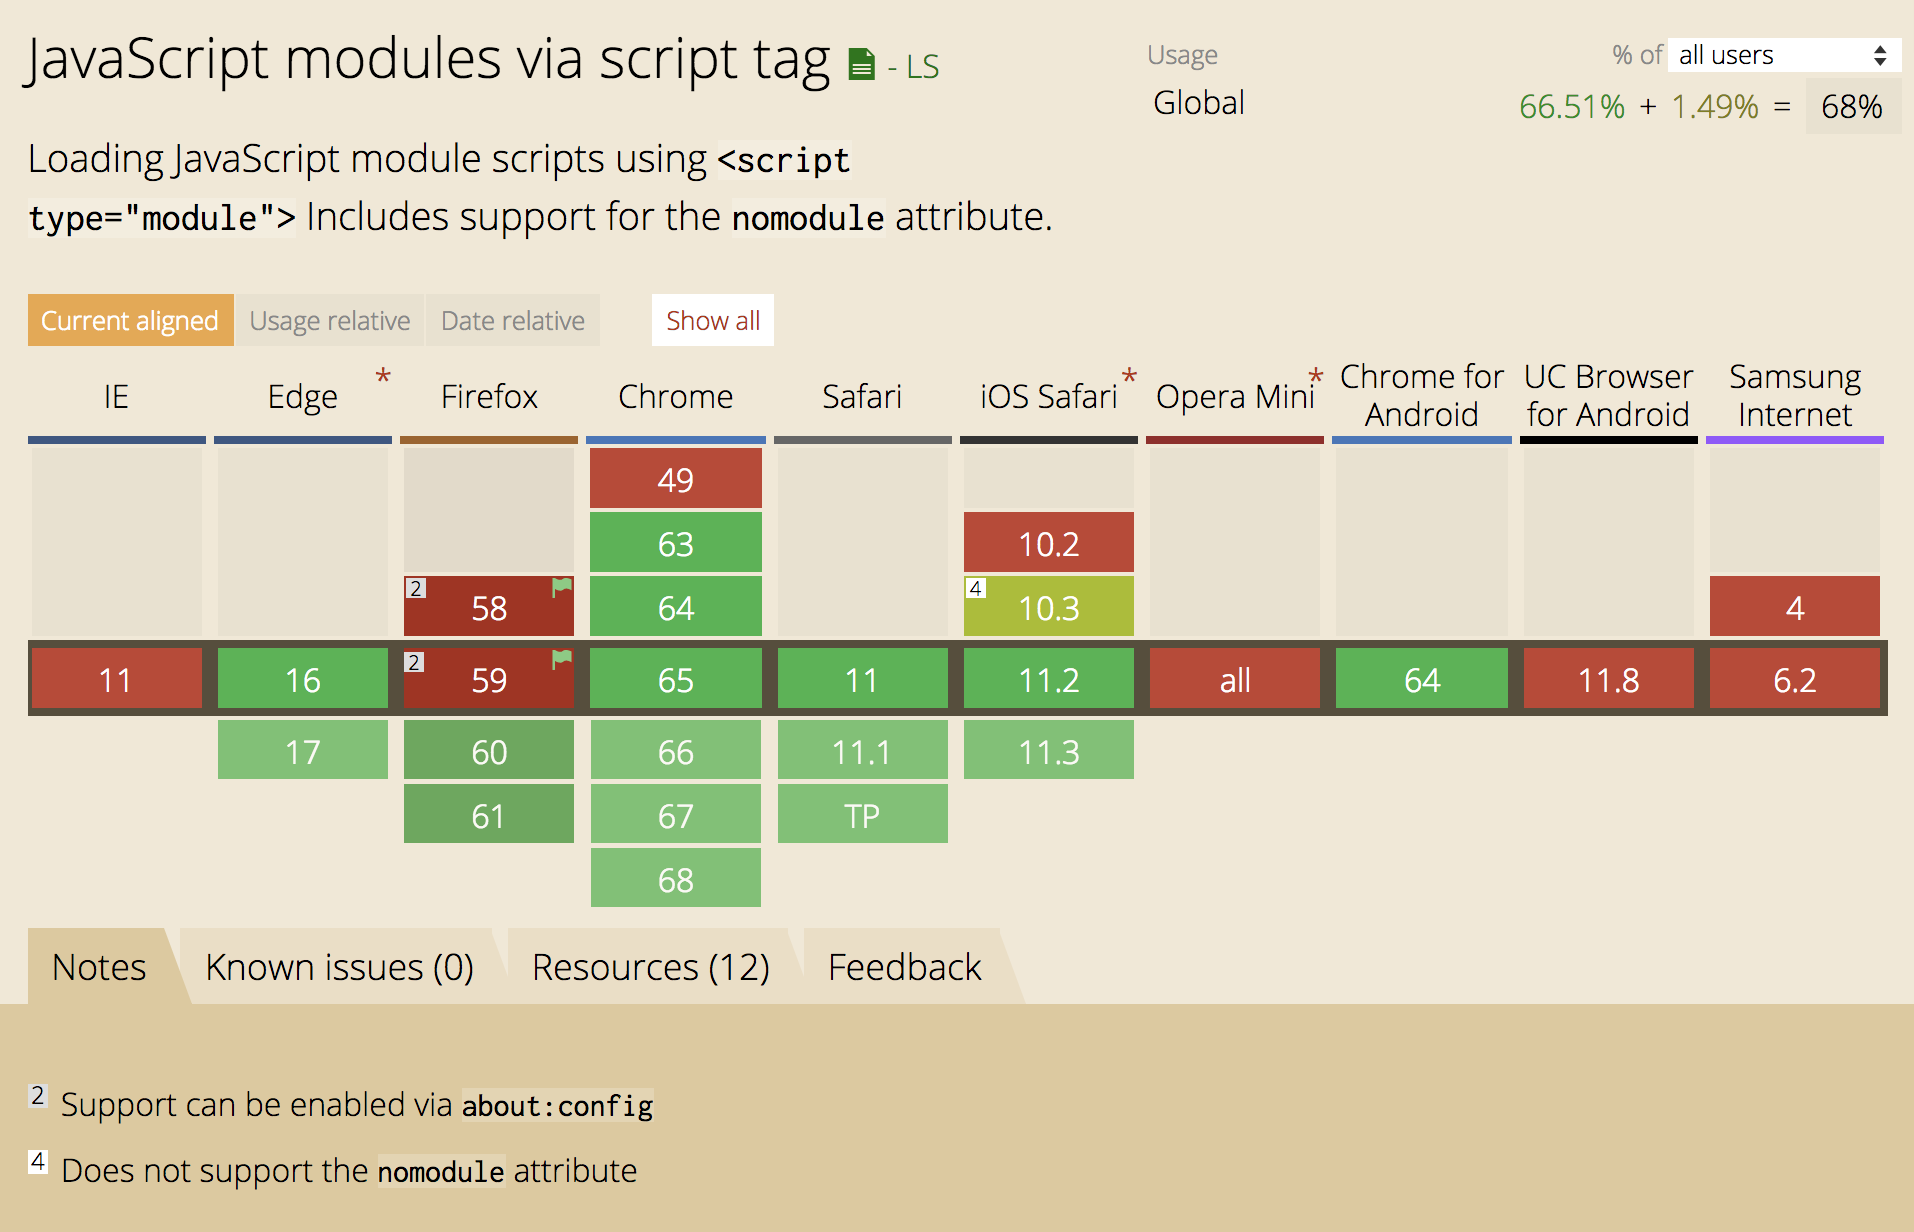 JavaScript modules via script tag - LS
Usage % of all users
Global 66.51% + 1.49% = 68%
Loading JavaScript module scripts using <script
type="module"> Includes support for the nomodule attribute.
Current aligned Usage relative Date relative Show all
IE Edge * Firefox Chrome Safari iOS Safari * Opera Mini * Chrome for Android UC Browser for Android Samsung Internet
49
63 10.2
2 58 64 4 10.3 4
11 16 2 59 65 11 11.2 all 64 11.8 6.2
17 60 66 11.1 11.3
61 67 TP
68
Notes Known issues (0) Resources (12) Feedback
2 Support can be enabled via about:config
4 Does not support the nomodule attribute